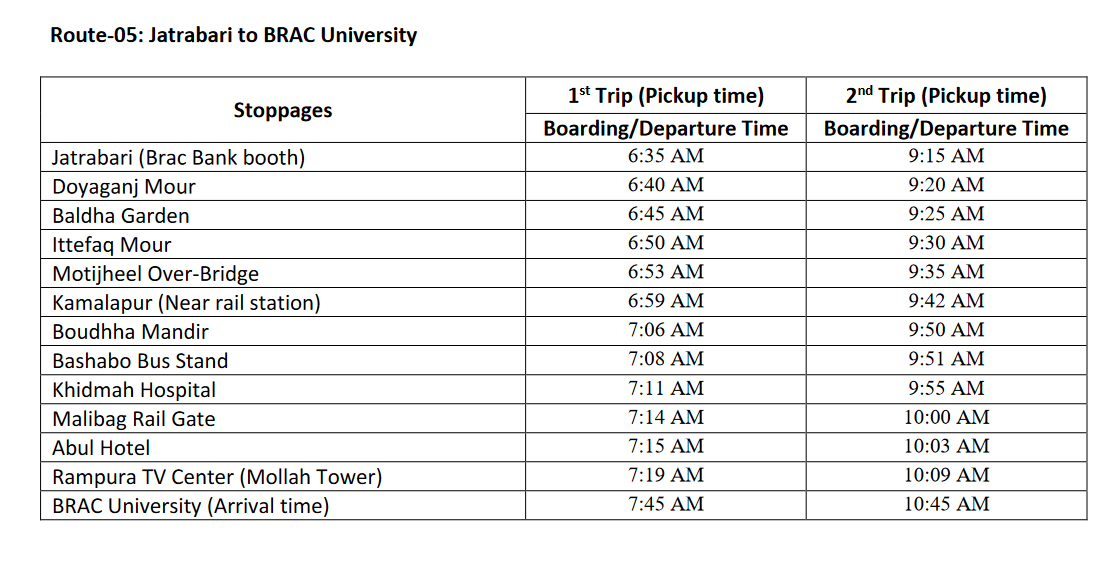 Route-05: Jatrabari to BRAC University
Stoppages 1st Trip (Pickup time) 2nd Trip (Pickup time)
Boarding/Departure Time Boarding/Departure Time
Jatrabari (Brac Bank booth) 6:35 AM 9:15 AM
Doyaganj Mour 6:40 AM 9:20 AM
Baldha Garden 6:45 AM 9:25 AM
Ittefaq Mour 6:50 AM 9:30 AM
Motijheel Over-Bridge 6:53 AM 9:35 AM
Kamalapur (Near rail station) 6:59 AM 9:42 AM
Boudhha Mandir 7:06 AM 9:50 AM
Bashabo Bus Stand 7:08 AM 9:51 AM
Khidmah Hospital 7:11 AM 9:55 AM
Malibag Rail Gate 7:14 AM 10:00 AM
Abul Hotel 7:15 AM 10:03 AM
Rampura TV Center (Mollah Tower) 7:19 AM 10:09 AM
BRAC University (Arrival time) 7:45 AM 10:45 AM